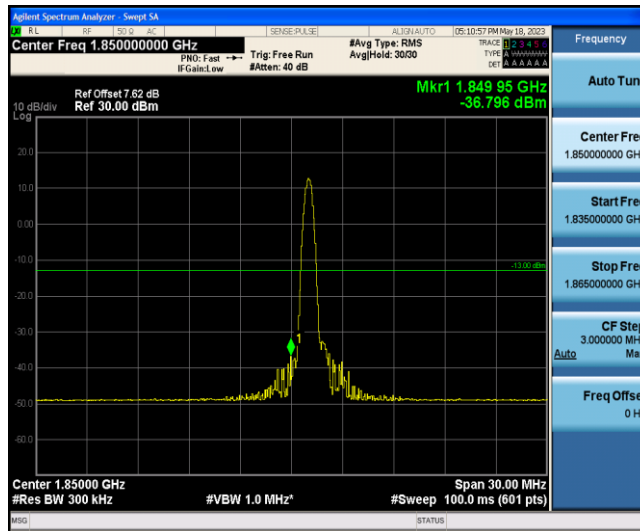 Agilent Spectrum Analyzer - Swept SA
RL RF 50 Ω AC SENSE:PULSE ALIGN AUTO 05:10:57 PM May 18, 2023
Center Freq 1.850000000 GHz
PNO: Fast
IFGain:Low
Trig: Free Run
#Atten: 40 dB
#Avg Type: RMS
Avg|Hold: 30/30
TRACE 1 2 3 4 5 6
TYPE A W W W W W
DET A A A A A A
Frequency
Mkr1 1.849 95 GHz
-36.796 dBm
Ref Offset 7.62 dB
Ref 30.00 dBm
10 dB/div
Log
20.0
10.0
0.00
-10.0
-20.0
-30.0
-40.0
-50.0
-60.0
-13.00 dBm
Center 1.85000 GHz
Span 30.00 MHz
#Res BW 300 kHz
#VBW 1.0 MHz*
#Sweep 100.0 ms (601 pts)
MSG
STATUS
Auto Tun
Center Fre
1.850000000 GH
Start Fre
1.835000000 GH
Stop Fre
1.865000000 GH
CF Step
3.000000 MH
Auto Ma
Freq Offse
0 H